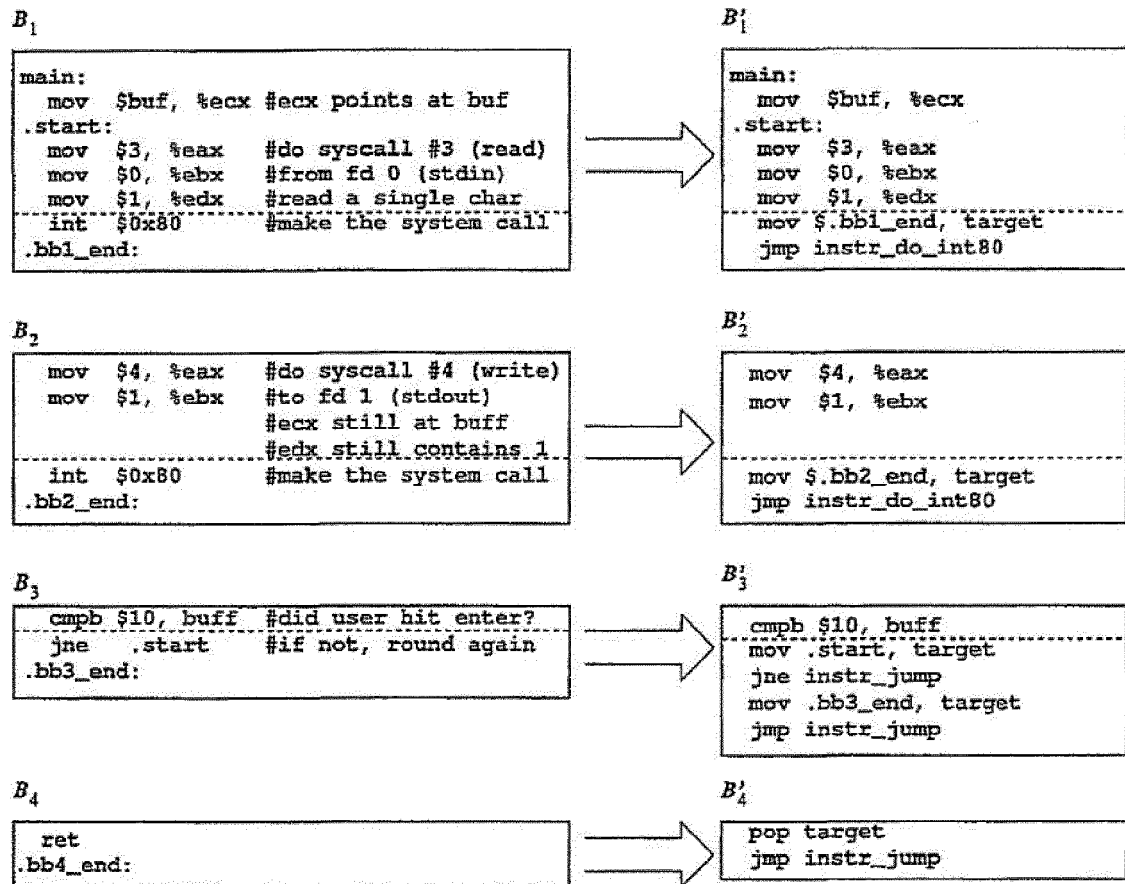 B1
main:
mov $buf, %ecx #ecx points at buf
.start:
mov $3, %eax #do syscall #3 (read)
mov $0, %ebx #from fd 0 (stdin)
mov $1, %edx #read a single char
int $0x80 #make the system call
.bb1_end:
B'1
main:
mov $buf, %ecx
.start:
mov $3, %eax
mov $0, %ebx
mov $1, %edx
mov $.bb1_end, target
jmp instr_do_int80
B2
mov $4, %eax #do syscall #4 (write)
mov $1, %ebx #to fd 1 (stdout)
#ecx still at buff
#edx still contains 1
int $0x80 #make the system call
.bb2_end:
B'2
mov $4, %eax
mov $1, %ebx
mov $.bb2_end, target
jmp instr_do_int80
B3
cmpb $10, buff #did user hit enter?
jne .start #if not, round again
.bb3_end:
B'3
cmpb $10, buff
mov .start, target
jne instr_jump
mov .bb3_end, target
jmp instr_jump
B4
ret
.bb4_end:
B'4
pop target
jmp instr_jump